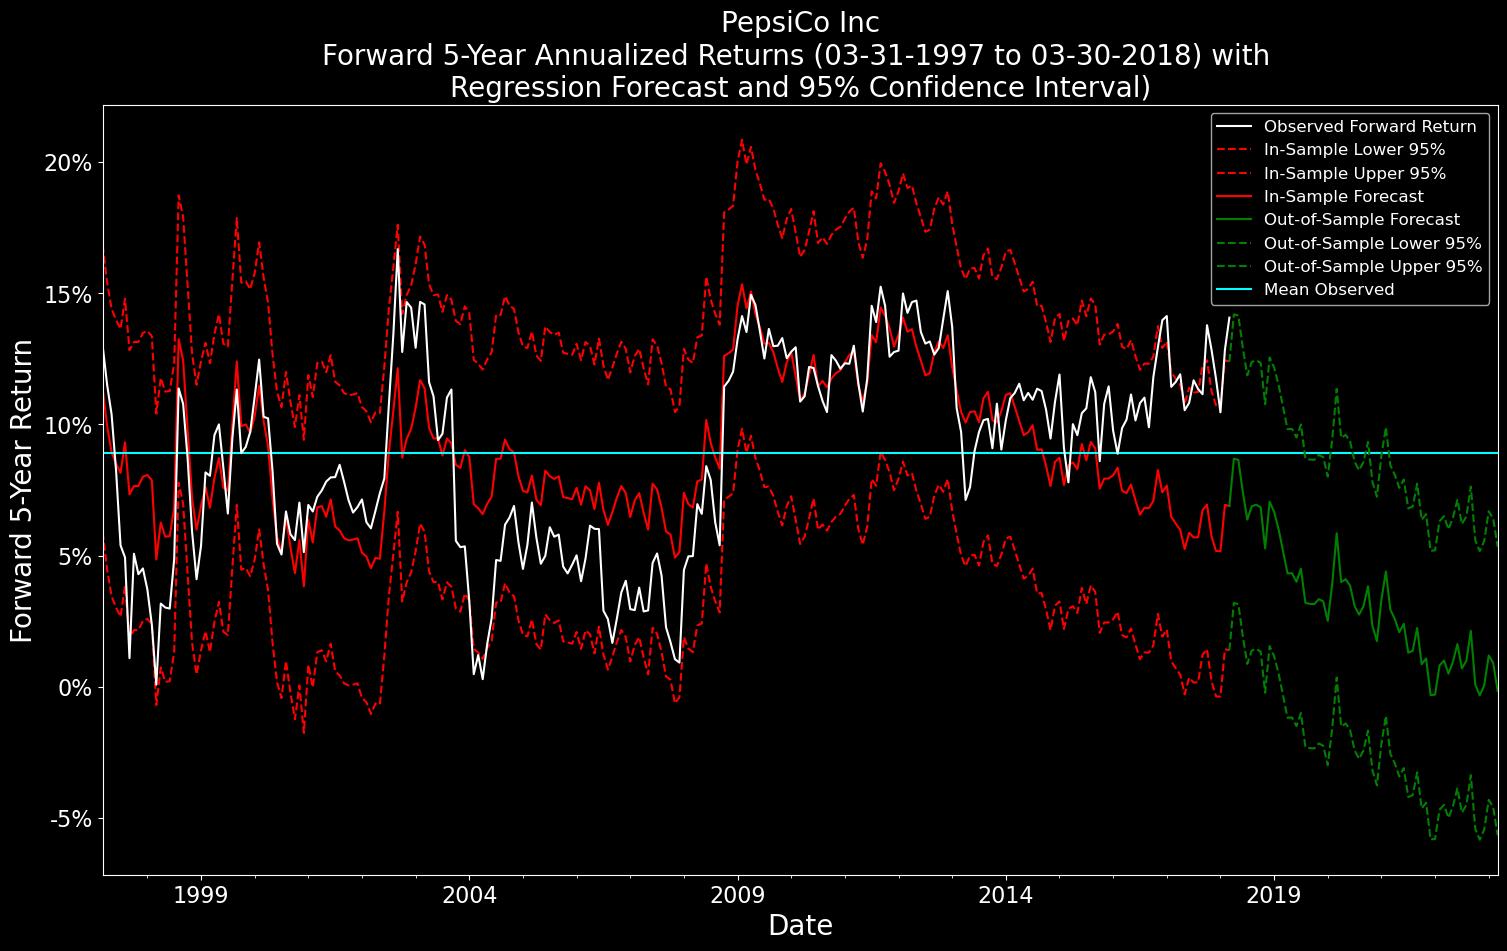 PepsiCo Inc
Forward 5-Year Annualized Returns (03-31-1997 to 03-30-2018) with
Regression Forecast and 95% Confidence Interval)
Observed Forward Return
In-Sample Lower 95%
In-Sample Upper 95%
In-Sample Forecast
Out-of-Sample Forecast
Out-of-Sample Lower 95%
Out-of-Sample Upper 95%
Mean Observed
Forward 5-Year Return
20%
15%
10%
5%
0%
-5%
1999
2004
2009
2014
2019
Date